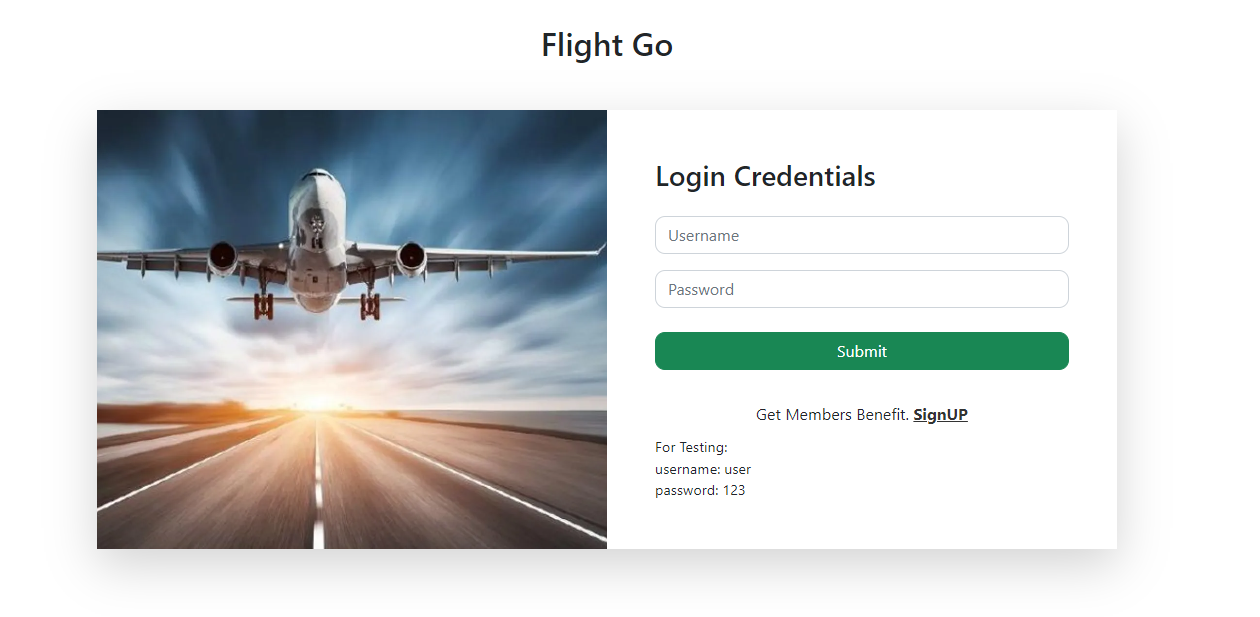 Flight Go
Login Credentials
Username
Password
Submit
Get Members Benefit. SignUP
For Testing:
username: user
password: 123